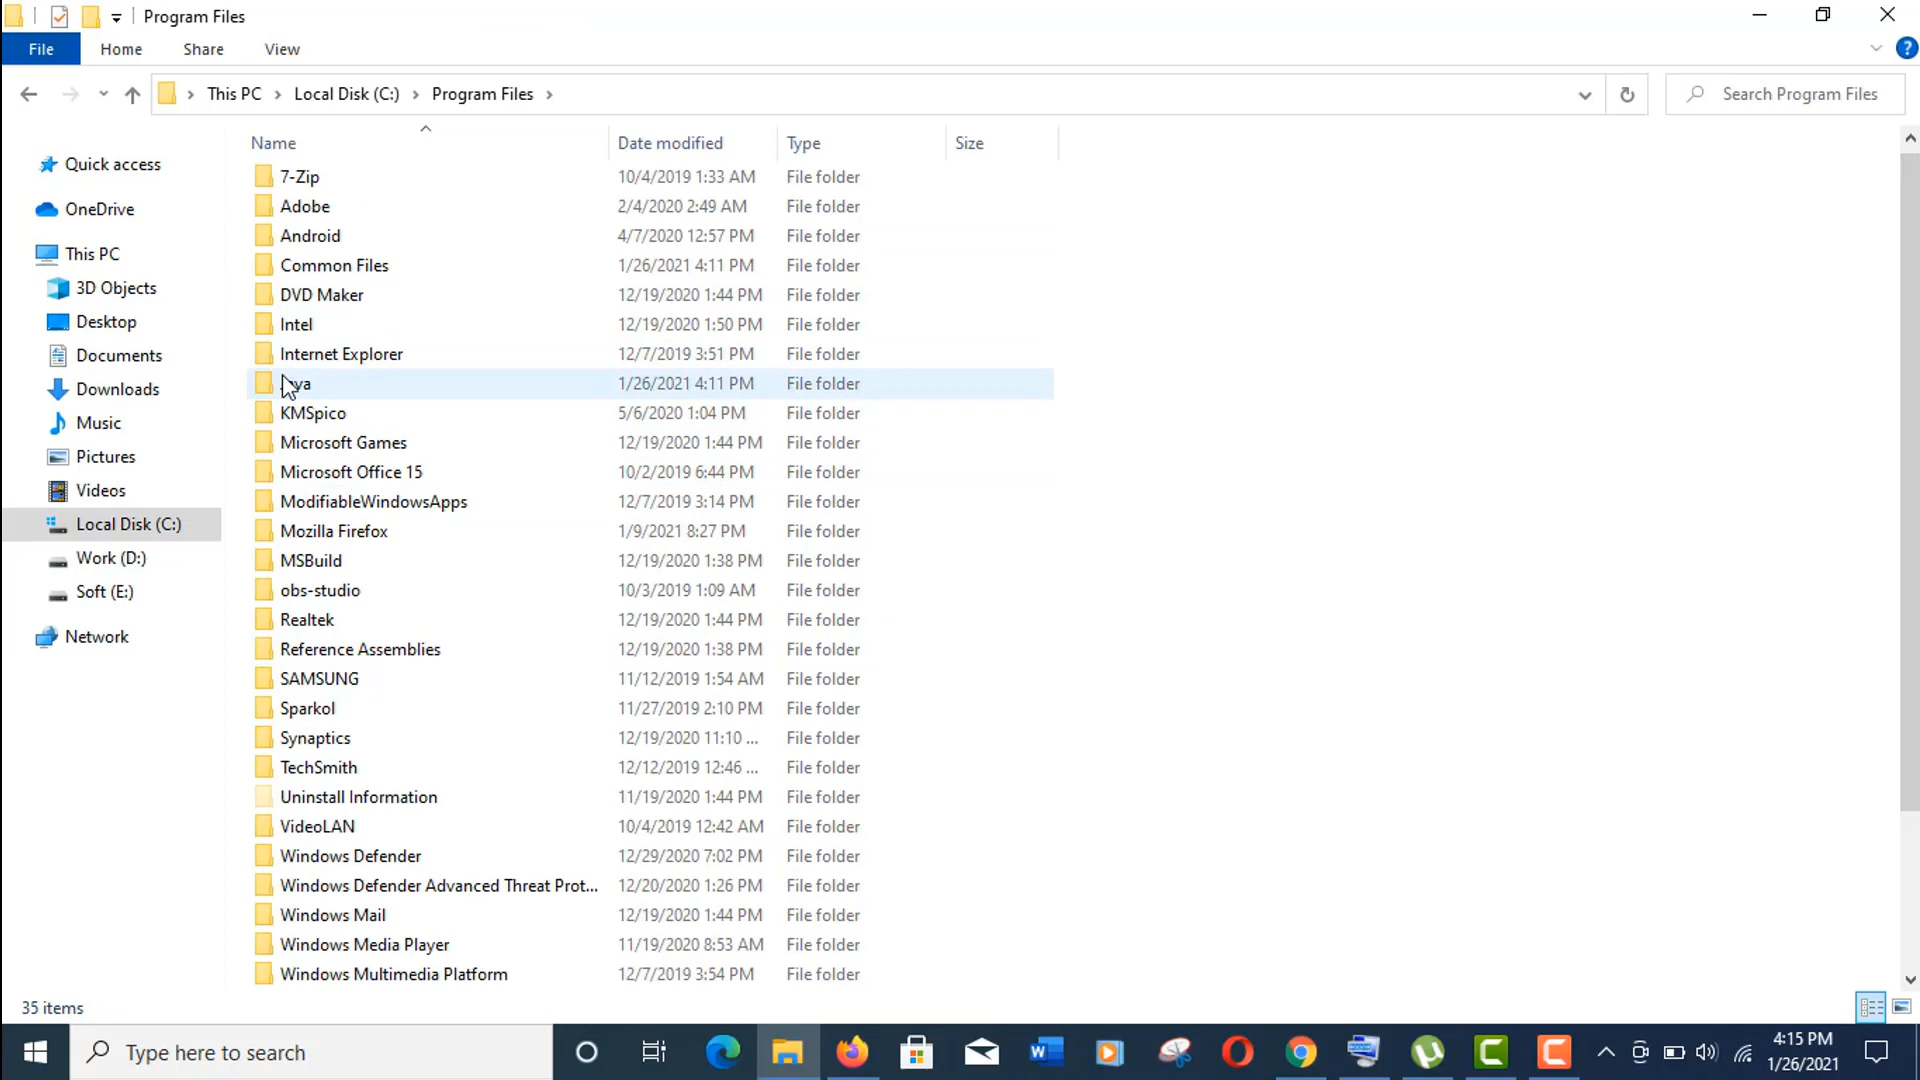 Program Files
File Home Share View
This PC Local Disk (C:) Program Files Search Program Files
Name Date modified Type Size
Quick access
OneDrive
This PC
3D Objects
Desktop
Documents
Downloads
Music
Pictures
Videos
Local Disk (C:)
Work (D:)
Soft (E:)
Network
7-Zip 10/4/2019 1:33 AM File folder
Adobe 2/4/2020 2:49 AM File folder
Android 4/7/2020 12:57 PM File folder
Common Files 1/26/2021 4:11 PM File folder
DVD Maker 12/19/2020 1:44 PM File folder
Intel 12/19/2020 1:50 PM File folder
Internet Explorer 12/7/2019 3:51 PM File folder
1/26/2021 4:11 PM File folder
KMSpico 5/6/2020 1:04 PM File folder
Microsoft Games 12/19/2020 1:44 PM File folder
Microsoft Office 15 10/2/2019 6:44 PM File folder
ModifiableWindowsApps 12/7/2019 3:14 PM File folder
Mozilla Firefox 1/9/2021 8:27 PM File folder
MSBuild 12/19/2020 1:38 PM File folder
obs-studio 10/3/2019 1:09 AM File folder
Realtek 12/19/2020 1:44 PM File folder
Reference Assemblies 12/19/2020 1:38 PM File folder
SAMSUNG 11/12/2019 1:54 AM File folder
Sparkol 11/27/2019 2:10 PM File folder
Synaptics 12/19/2020 11:10 ... File folder
TechSmith 12/12/2019 12:46 ... File folder
Uninstall Information 11/19/2020 1:44 PM File folder
VideoLAN 10/4/2019 12:42 AM File folder
Windows Defender 12/29/2020 7:02 PM File folder
Windows Defender Advanced Threat Prot... 12/20/2020 1:26 PM File folder
Windows Mail 12/19/2020 1:44 PM File folder
Windows Media Player 11/19/2020 8:53 AM File folder
Windows Multimedia Platform 12/7/2019 3:54 PM File folder
35 items
Type here to search
4:15 PM
1/26/2021